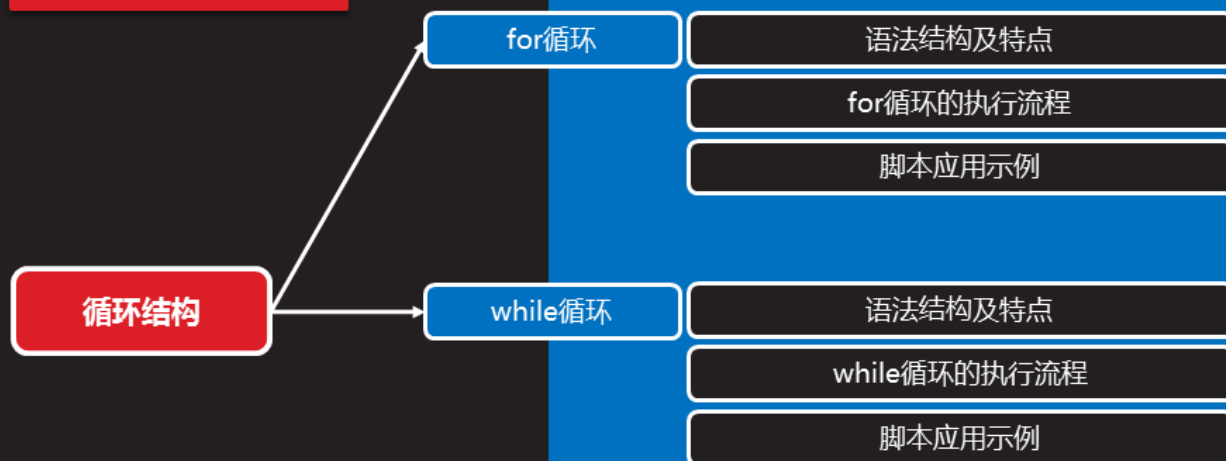 for循环
语法结构及特点
for循环的执行流程
脚本应用示例
循环结构
while循环
语法结构及特点
while循环的执行流程
脚本应用示例